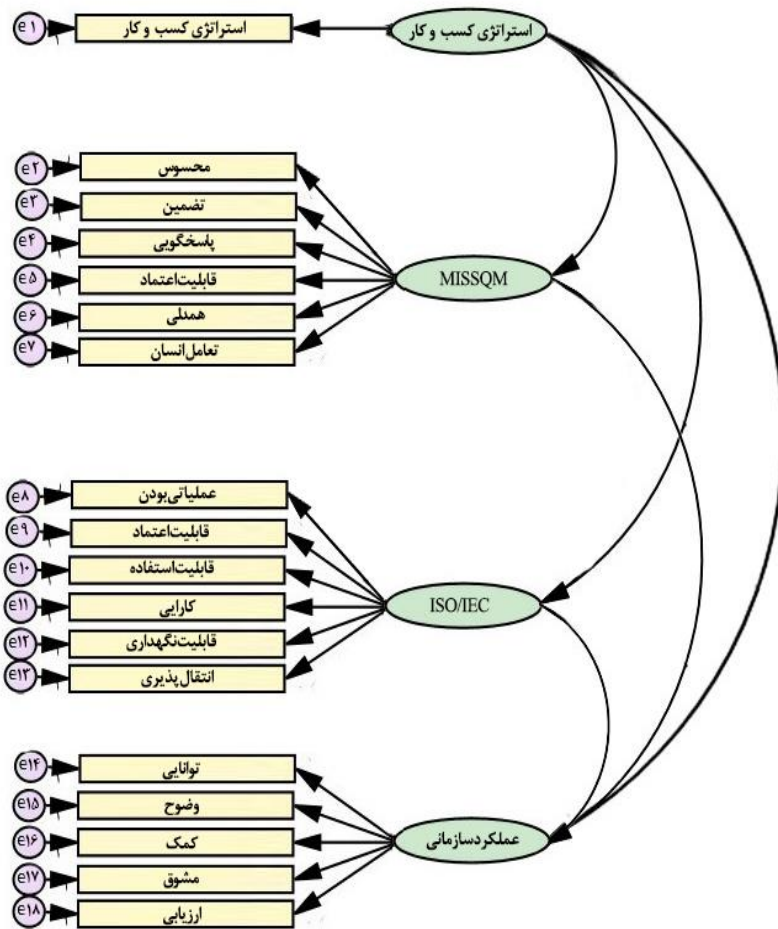 e۱ استراتژی کسب و کار استراتژی کسب و کار
e۲ محسوس
e۳ تضمین
e۴ پاسخگویی
e۵ قابلیت‌اعتماد MISSQM
e۶ همدلی
e۷ تعامل‌انسان
e۸ عملیاتی‌بودن
e۹ قابلیت‌اعتماد
e۱۰ قابلیت‌استفاده
e۱۱ کارایی ISO/IEC
e۱۲ قابلیت‌نگهداری
e۱۳ انتقال‌پذیری
e۱۴ توانایی
e۱۵ وضوح
e۱۶ کمک عملکردسازمانی
e۱۷ مشوق
e۱۸ ارزیابی